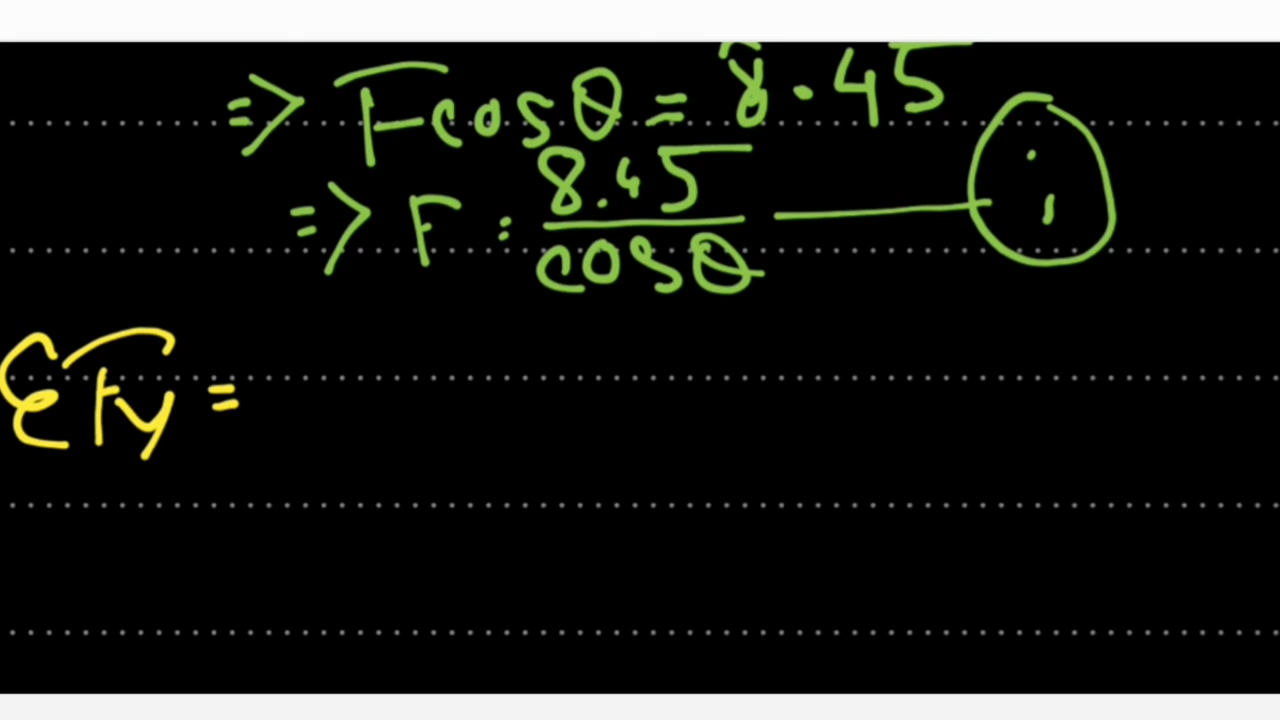 => Fcosθ = 8.45
=> F = 8.45 / cosθ —— (i)
ΣFy =